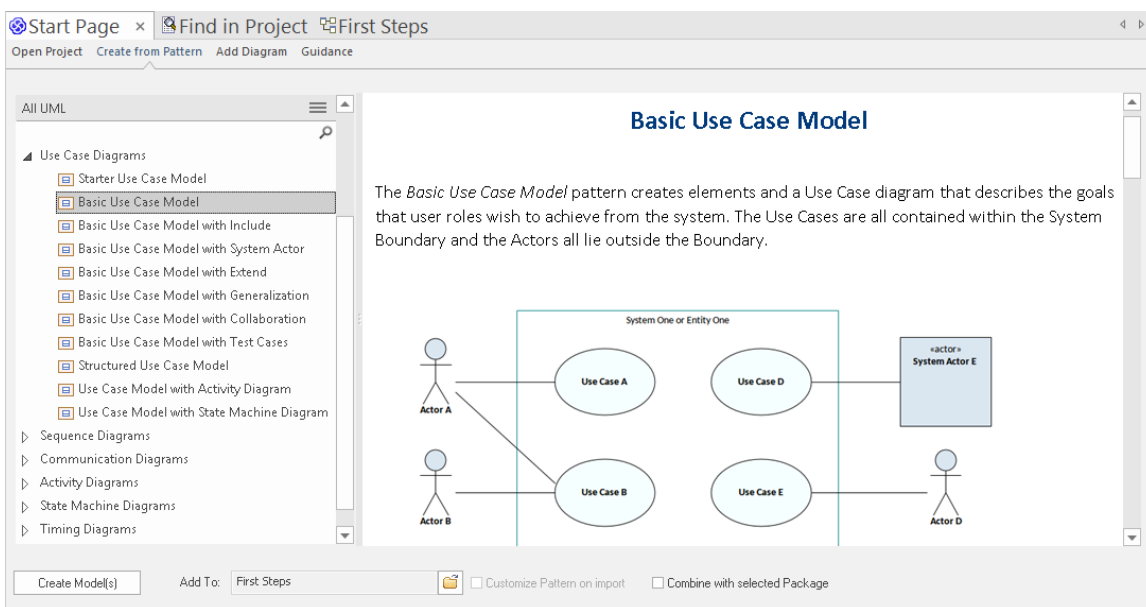 Start Page × Find in Project First Steps
Open Project Create from Pattern Add Diagram Guidance
All UML
Use Case Diagrams
Starter Use Case Model
Basic Use Case Model
Basic Use Case Model with Include
Basic Use Case Model with System Actor
Basic Use Case Model with Extend
Basic Use Case Model with Generalization
Basic Use Case Model with Collaboration
Basic Use Case Model with Test Cases
Structured Use Case Model
Use Case Model with Activity Diagram
Use Case Model with State Machine Diagram
Sequence Diagrams
Communication Diagrams
Activity Diagrams
State Machine Diagrams
Timing Diagrams
Basic Use Case Model
The Basic Use Case Model pattern creates elements and a Use Case diagram that describes the goals
that user roles wish to achieve from the system. The Use Cases are all contained within the System
Boundary and the Actors all lie outside the Boundary.
System One or Entity One
Actor A
Use Case A
Use Case D
«actor»
System Actor E
Actor B
Use Case B
Use Case E
Actor D
Create Model(s) Add To: First Steps Customize Pattern on import Combine with selected Package